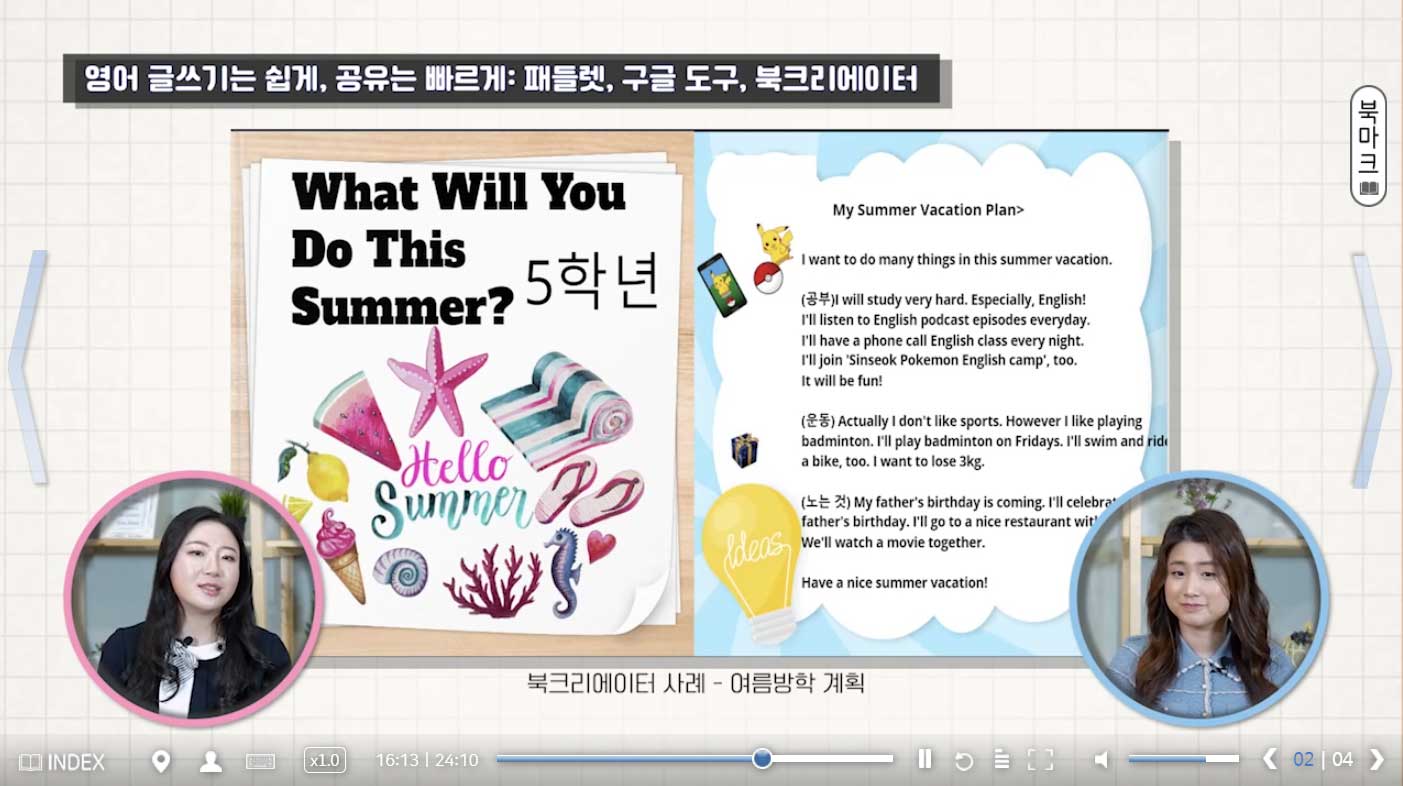 영어 글쓰기는 쉽게, 공유는 빠르게: 패들렛, 구글 도구, 북크리에이터
북마크
What Will You
Do This
Summer?
5학년
Hello
Summer
My Summer Vacation Plan>
I want to do many things in this summer vacation.
(공부)I will study very hard. Especially, English!
I'll listen to English podcast episodes everyday.
I'll have a phone call English class every night.
I'll join 'Sinseok Pokemon English camp', too.
It will be fun!
(운동) Actually I don't like sports. However I like playing
badminton. I'll play badminton on Fridays. I'll swim and ride
a bike, too. I want to lose 3kg.
(노는 것) My father's birthday is coming. I'll
father's birthday. I'll go to a nice restaurant
We'll watch a movie together.
Have a nice summer vacation!
Ideas
북크리에이터 사례 - 여름방학 계획
INDEX x1.0 16:13 | 24:10 02 | 04